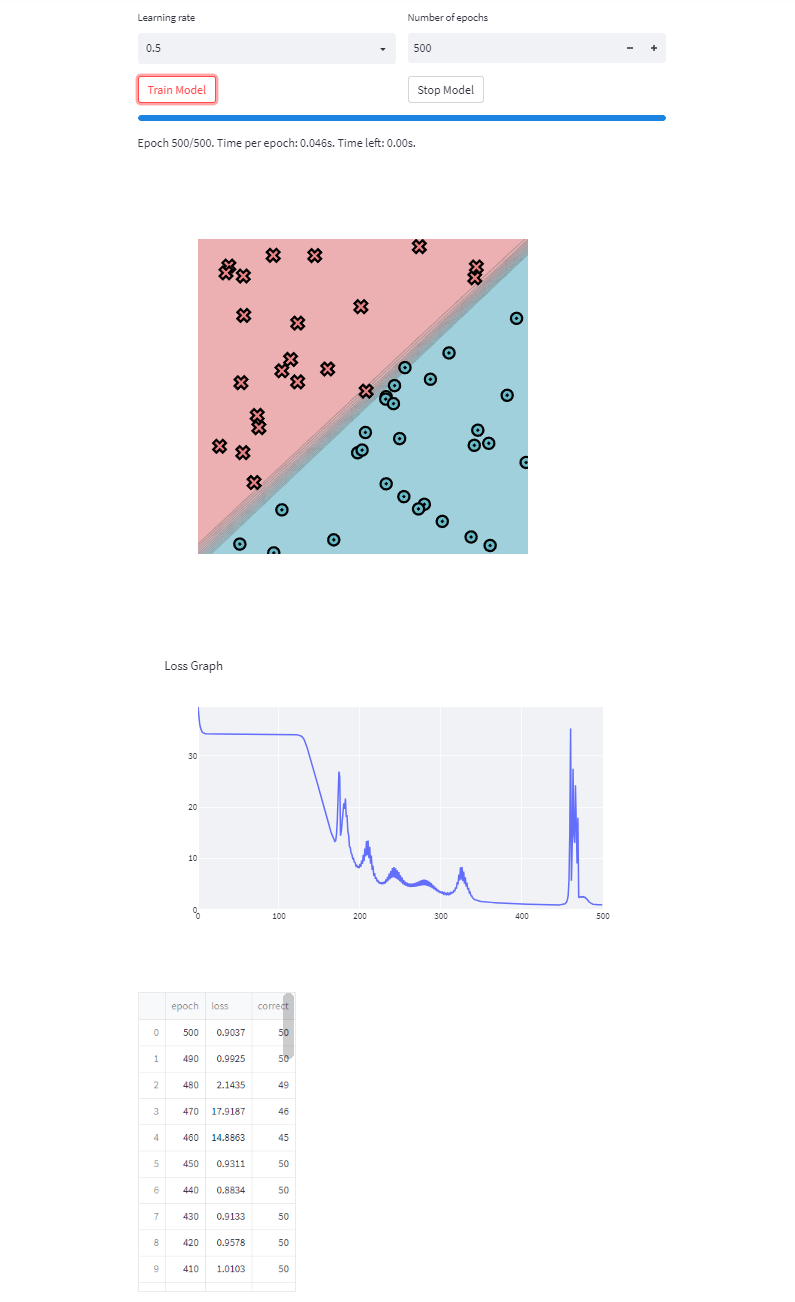 Learning rate Number of epochs
0.5 500 − +
Train Model Stop Model
Epoch 500/500. Time per epoch: 0.046s. Time left: 0.00s.
Loss Graph
30
20
10
0
0 100 200 300 400 500
epoch loss correct
0 500 0.9037 50
1 490 0.9925 50
2 480 2.1435 49
3 470 17.9187 46
4 460 14.8863 45
5 450 0.9311 50
6 440 0.8834 50
7 430 0.9133 50
8 420 0.9578 50
9 410 1.0103 50